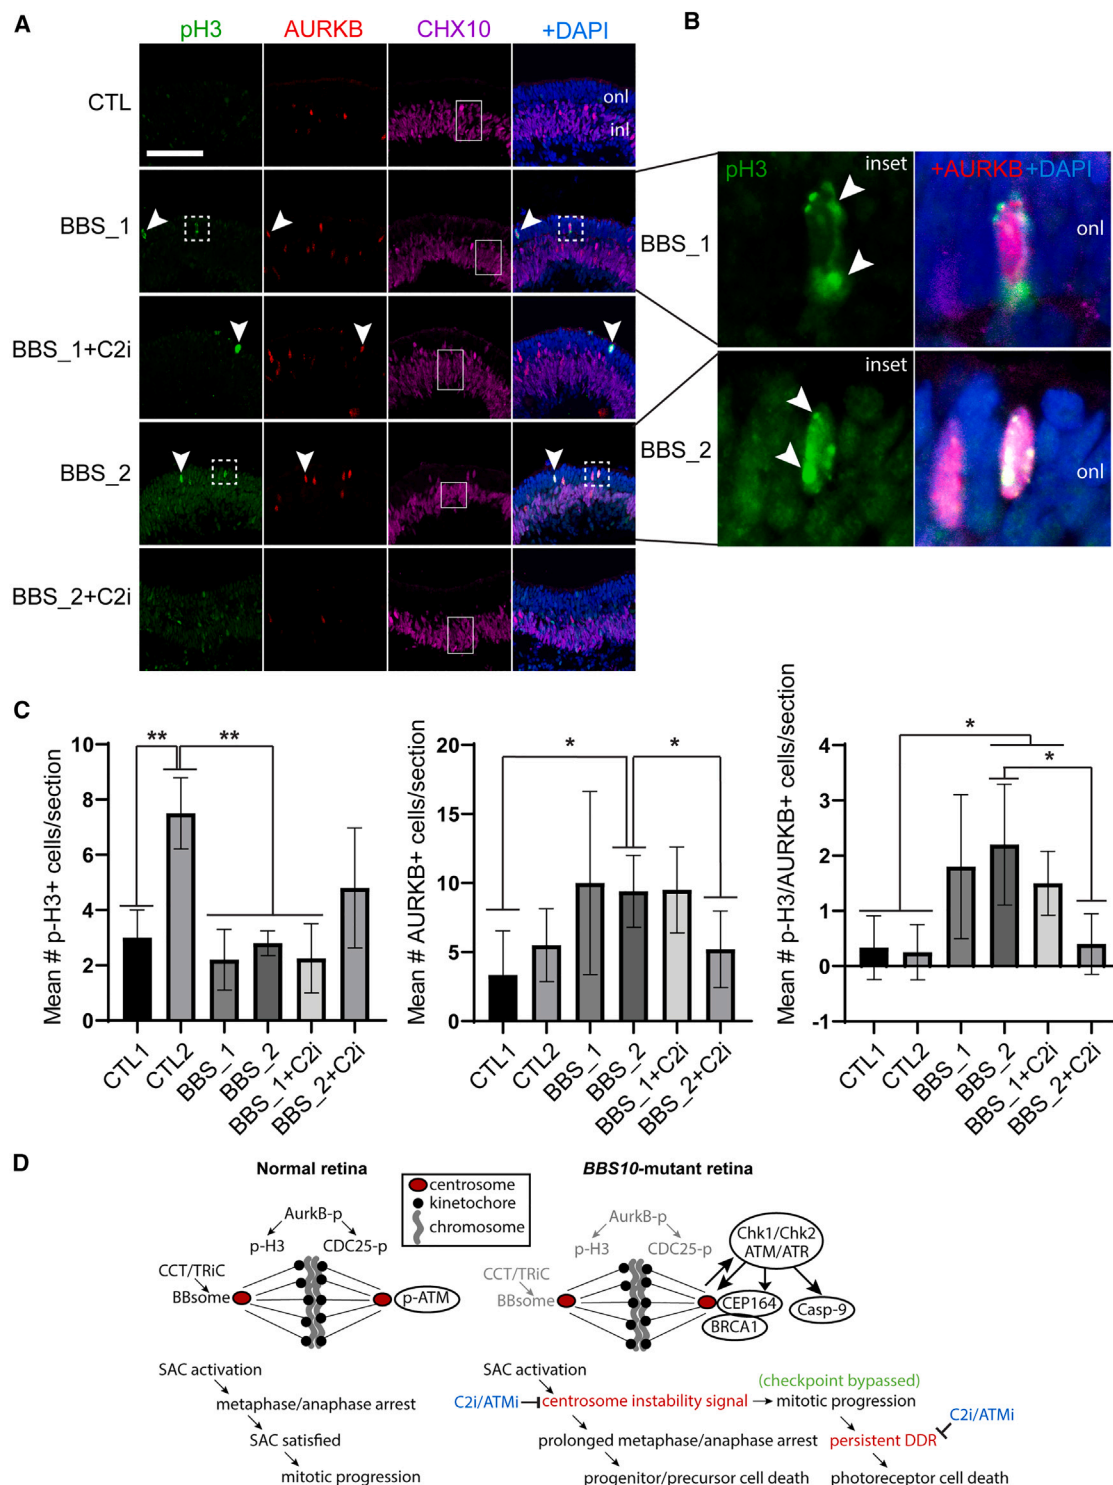 A
pH3
AURKB
CHX10
+DAPI
CTL
onl
inl
BBS_1
BBS_1+C2i
BBS_2
BBS_2+C2i
B
pH3
inset
+AURKB+DAPI
BBS_1
onl
inset
BBS_2
onl
C
Mean # p-H3+ cells/section
10
8
6
4
2
0
**
**
CTL1
CTL2
BBS_1
BBS_2
BBS_1+C2i
BBS_2+C2i
Mean # AURKB+ cells/section
20
15
10
5
0
*
*
CTL1
CTL2
BBS_1
BBS_2
BBS_1+C2i
BBS_2+C2i
Mean # p-H3/AURKB+ cells/section
4
3
2
1
0
-1
*
*
CTL1
CTL2
BBS_1
BBS_2
BBS_1+C2i
BBS_2+C2i
D
Normal retina
AurkB-p
p-H3
CDC25-p
CCT/TRiC
BBsome
p-ATM
SAC activation
metaphase/anaphase arrest
SAC satisfied
mitotic progression
centrosome
kinetochore
chromosome
BBS10-mutant retina
AurkB-p
p-H3
CDC25-p
CCT/TRiC
BBsome
Chk1/Chk2
ATM/ATR
CEP164
BRCA1
Casp-9
SAC activation
C2i/ATMi
centrosome instability signal
(checkpoint bypassed)
mitotic progression
C2i/ATMi
prolonged metaphase/anaphase arrest
persistent DDR
progenitor/precursor cell death
photoreceptor cell death